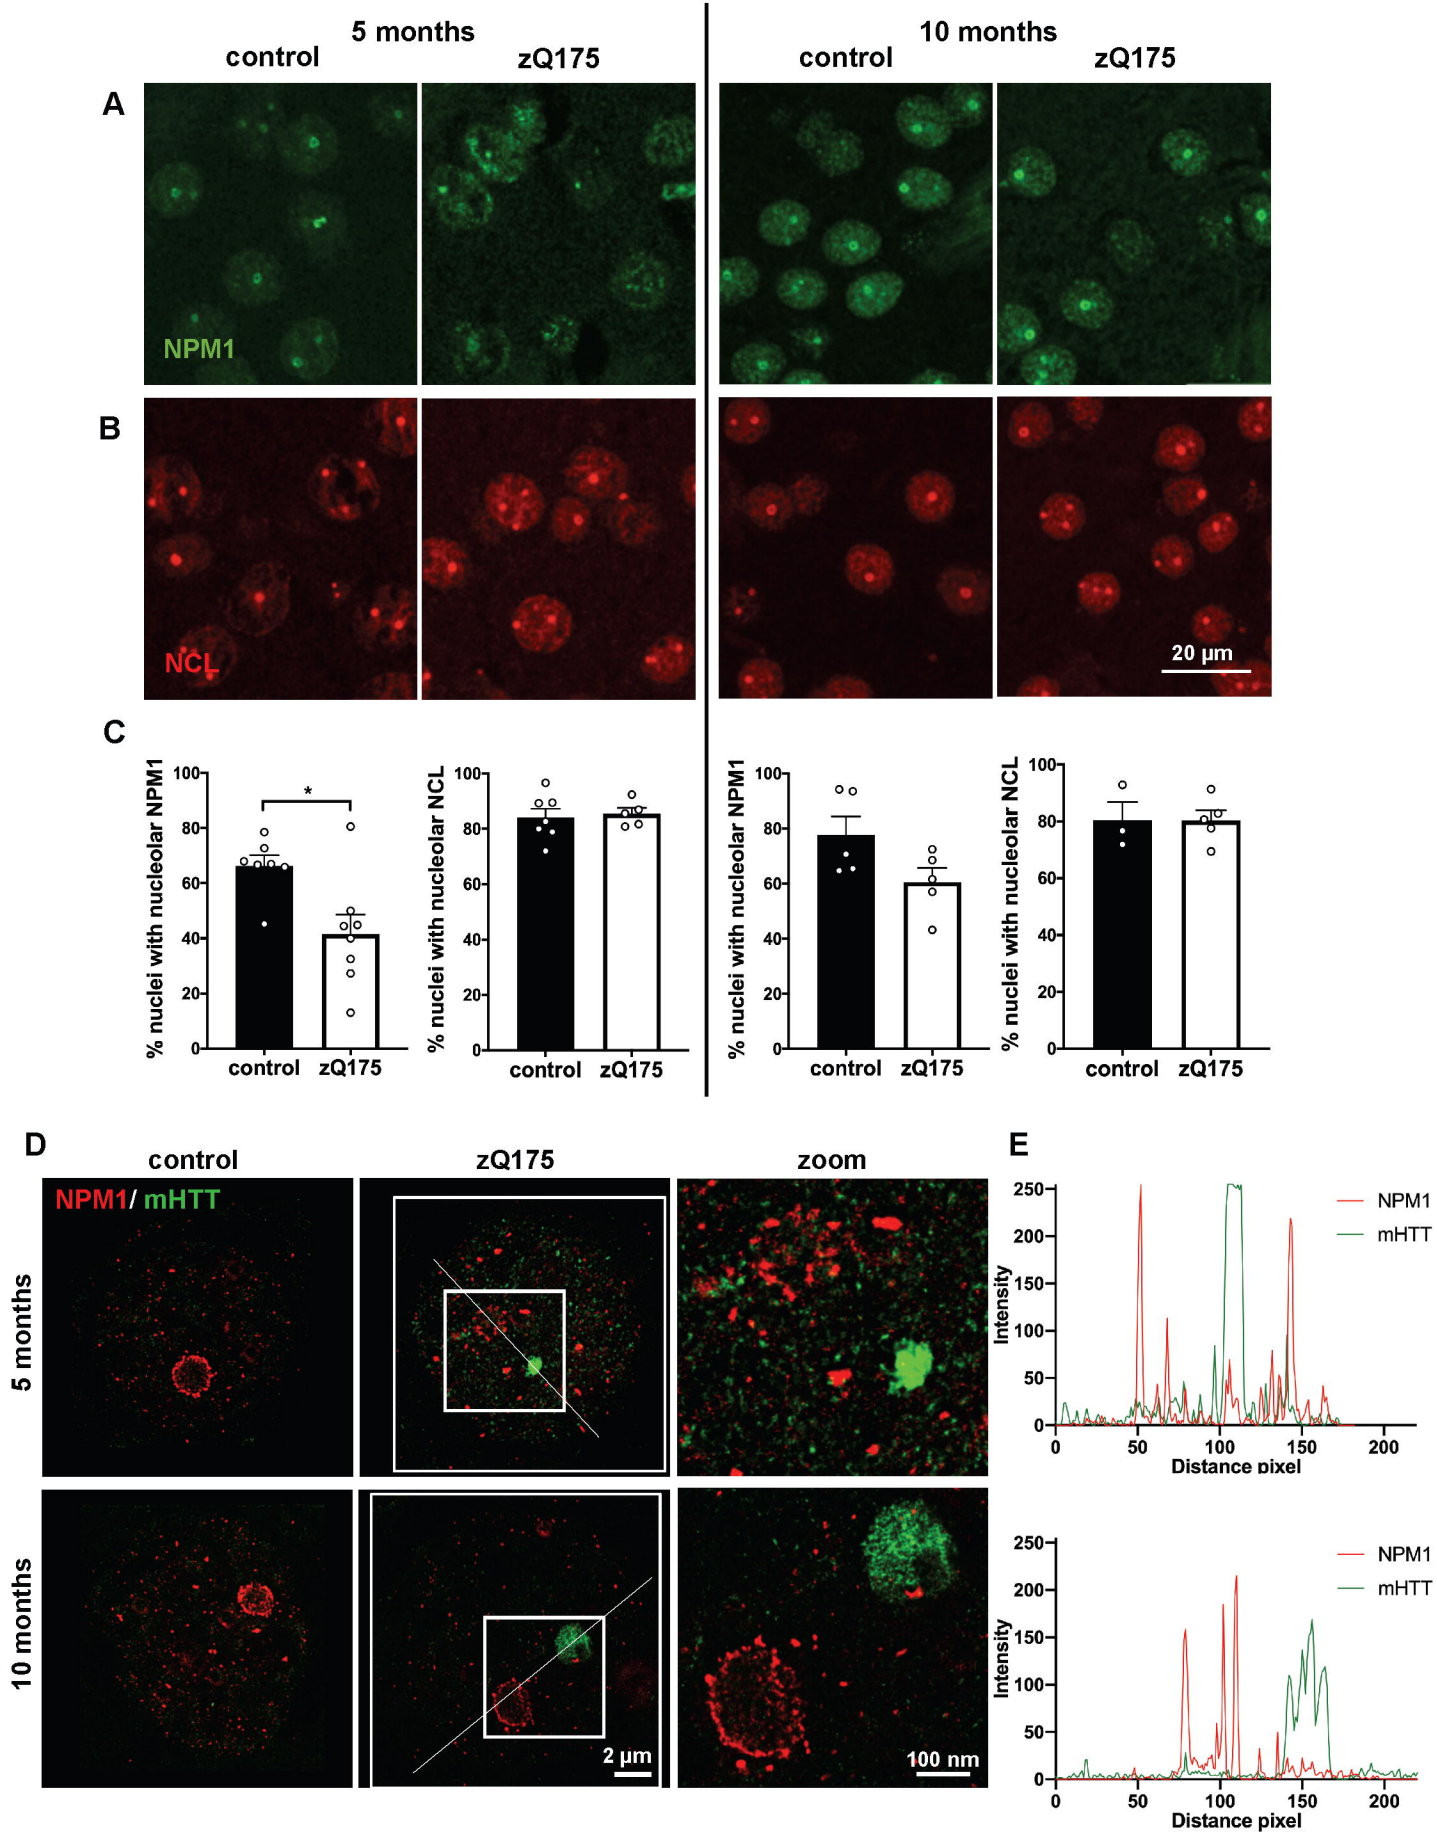 5 months
10 months
control
zQ175
control
zQ175
A
NPM1
B
NCL
20 µm
C
% nuclei with nucleolar NPM1
100
80
60
40
20
0
*
control
zQ175
% nuclei with nucleolar NCL
100
80
60
40
20
0
control
zQ175
% nuclei with nucleolar NPM1
100
80
60
40
20
0
control
zQ175
% nuclei with nucleolar NCL
100
80
60
40
20
0
control
zQ175
D
control
zQ175
zoom
NPM1/ mHTT
5 months
10 months
2 µm
100 nm
E
Intensity
250
200
150
100
50
0
0
50
100
150
200
Distance pixel
NPM1
mHTT
Intensity
250
200
150
100
50
0
0
50
100
150
200
Distance pixel
NPM1
mHTT